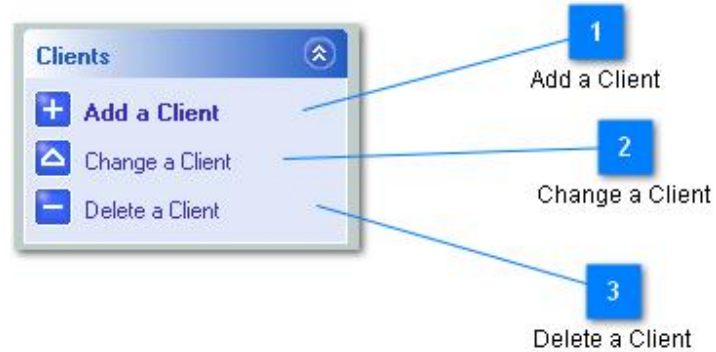 Clients
Add a Client
Change a Client
Delete a Client
1
Add a Client
2
Change a Client
3
Delete a Client